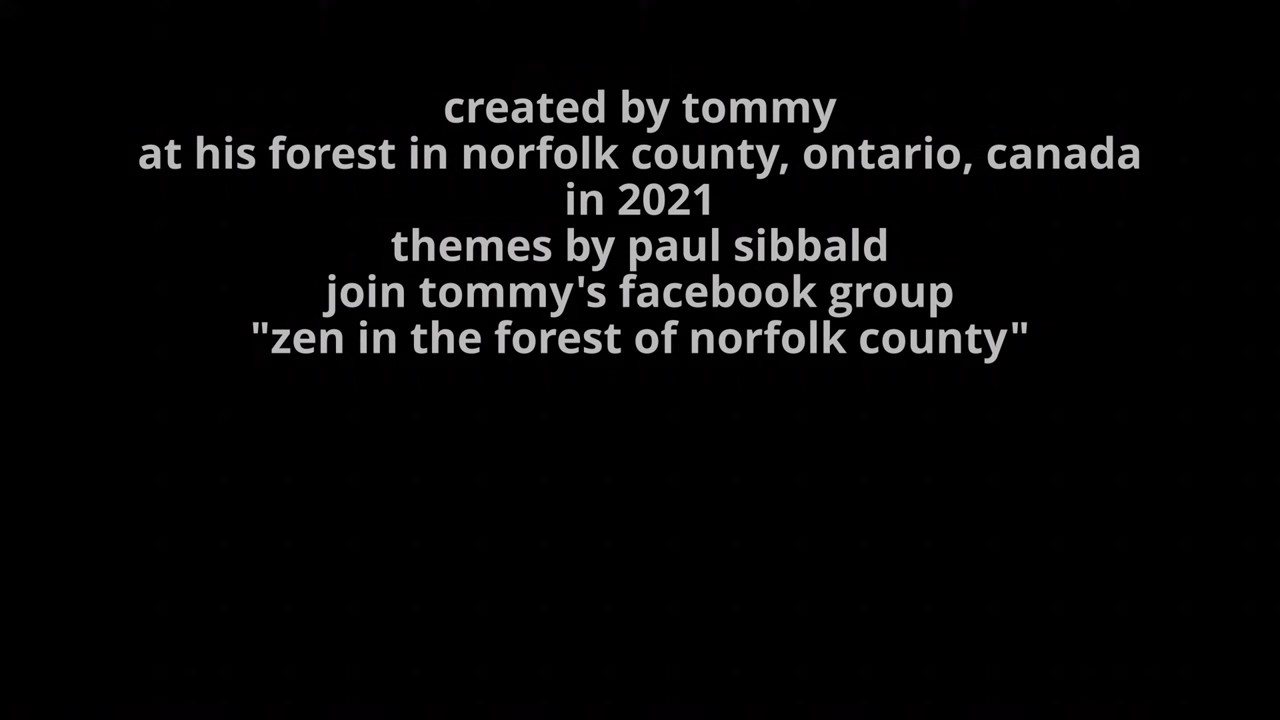 created by tommy
at his forest in norfolk county, ontario, canada
in 2021
themes by paul sibbald
join tommy's facebook group
"zen in the forest of norfolk county"